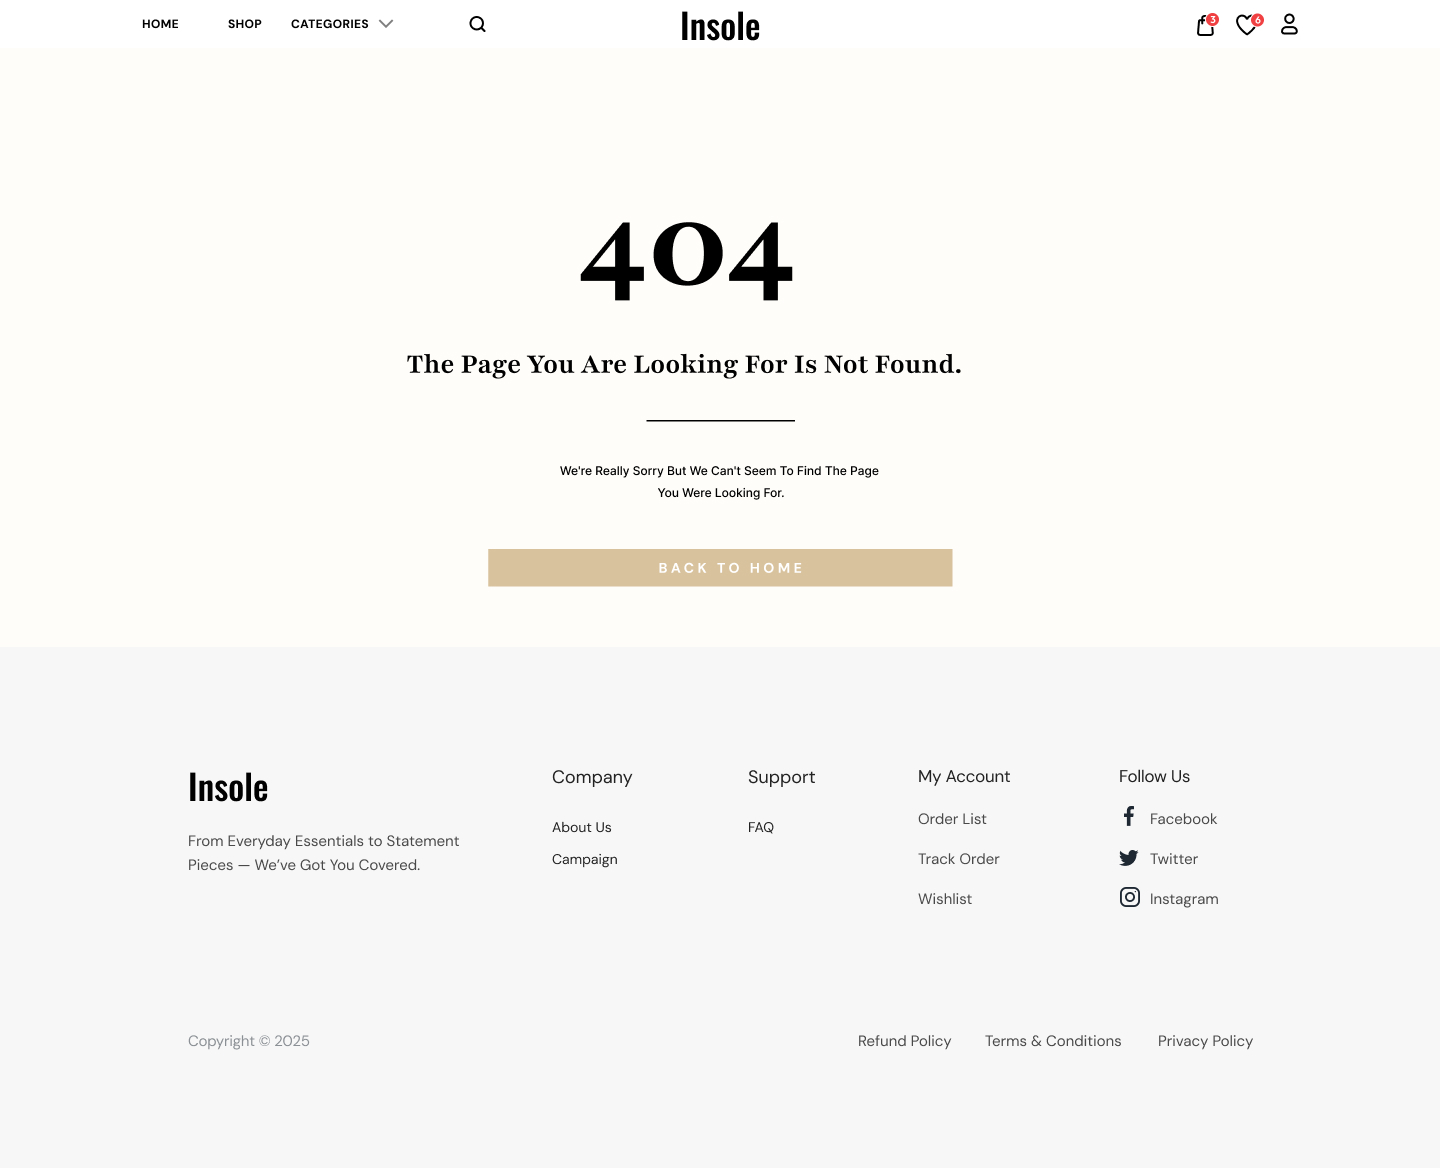 HOME SHOP CATEGORIES Insole 3 6
404
The Page You Are Looking For Is Not Found.
We're Really Sorry But We Can't Seem To Find The Page
You Were Looking For.
BACK TO HOME
Insole
From Everyday Essentials to Statement
Pieces — We’ve Got You Covered.
Company
About Us
Campaign
Support
FAQ
My Account
Order List
Track Order
Wishlist
Follow Us
Facebook
Twitter
Instagram
Copyright © 2025
Refund Policy Terms & Conditions Privacy Policy